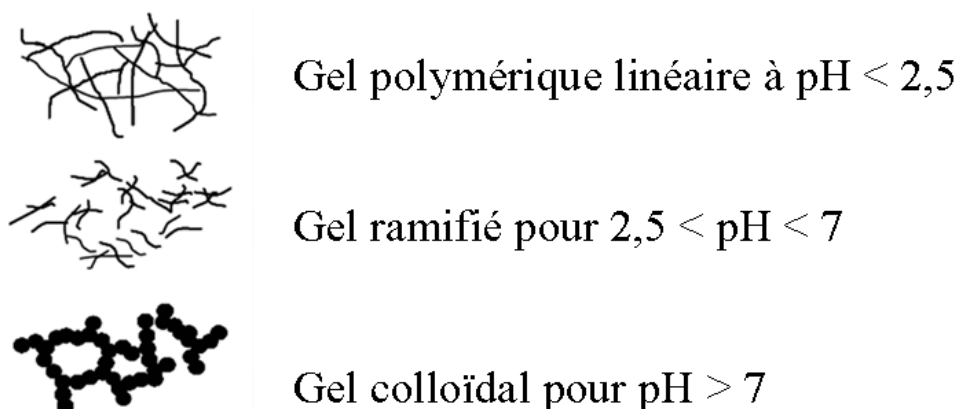 Gel polymérique linéaire à pH < 2,5
Gel ramifié pour 2,5 < pH < 7
Gel colloïdal pour pH > 7